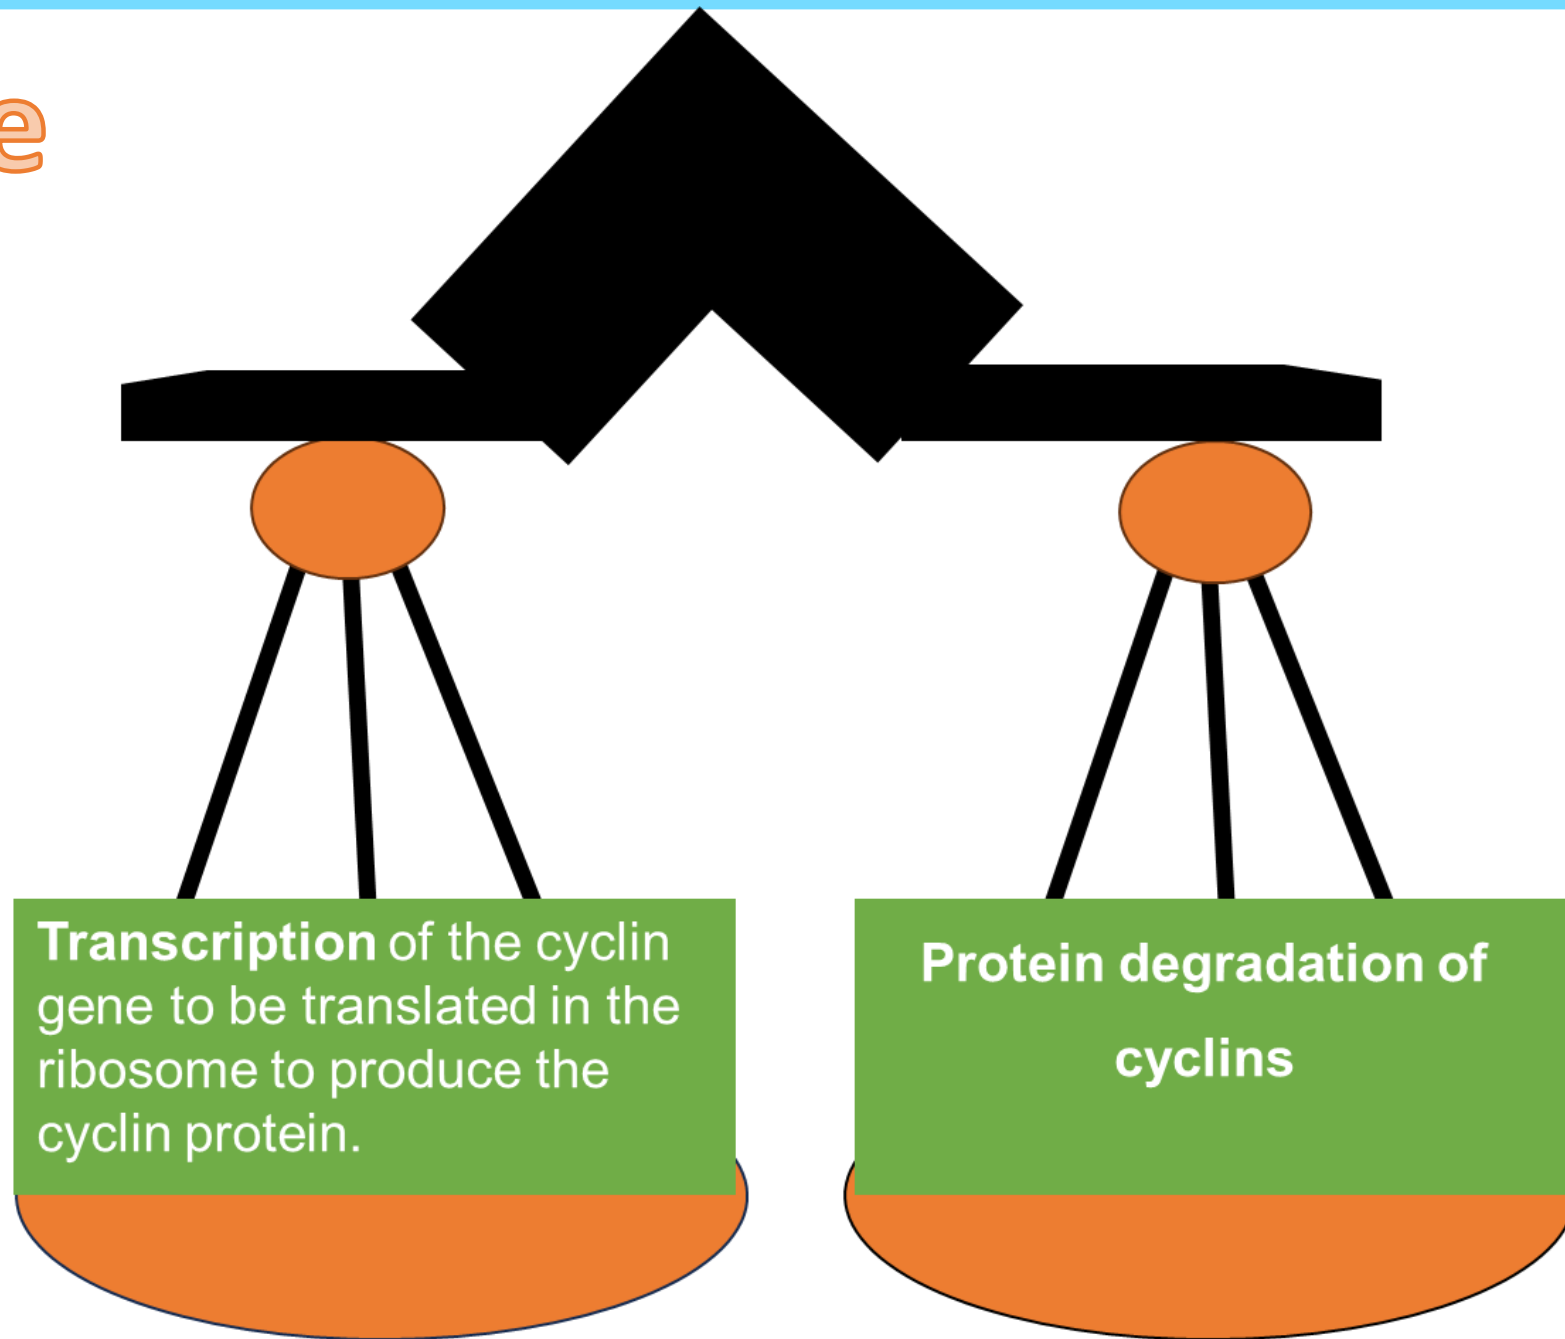 e
Transcription of the cyclin
gene to be translated in the
ribosome to produce the
cyclin protein.
Protein degradation of
cyclins